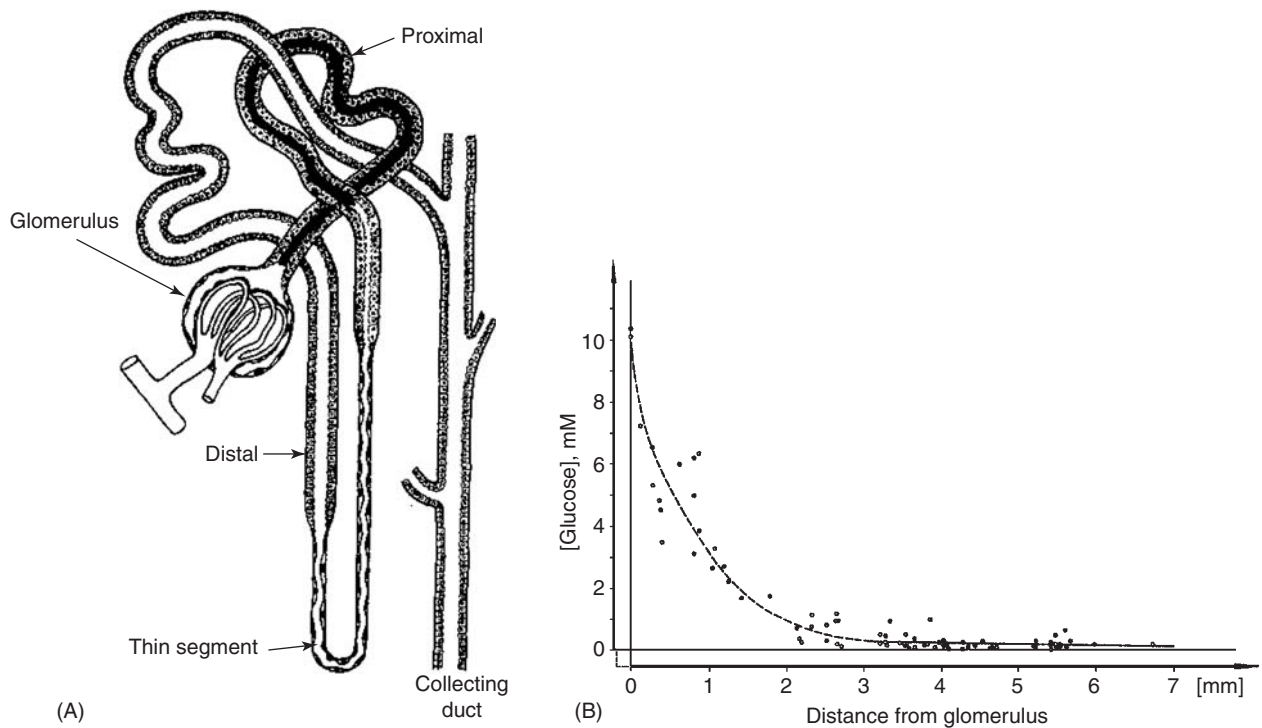 Proximal
Glomerulus
Distal
Thin segment
Collecting
duct
(A)
[Glucose], mM
10
8
6
4
2
0
0 1 2 3 4 5 6 7 [mm]
Distance from glomerulus
(B)